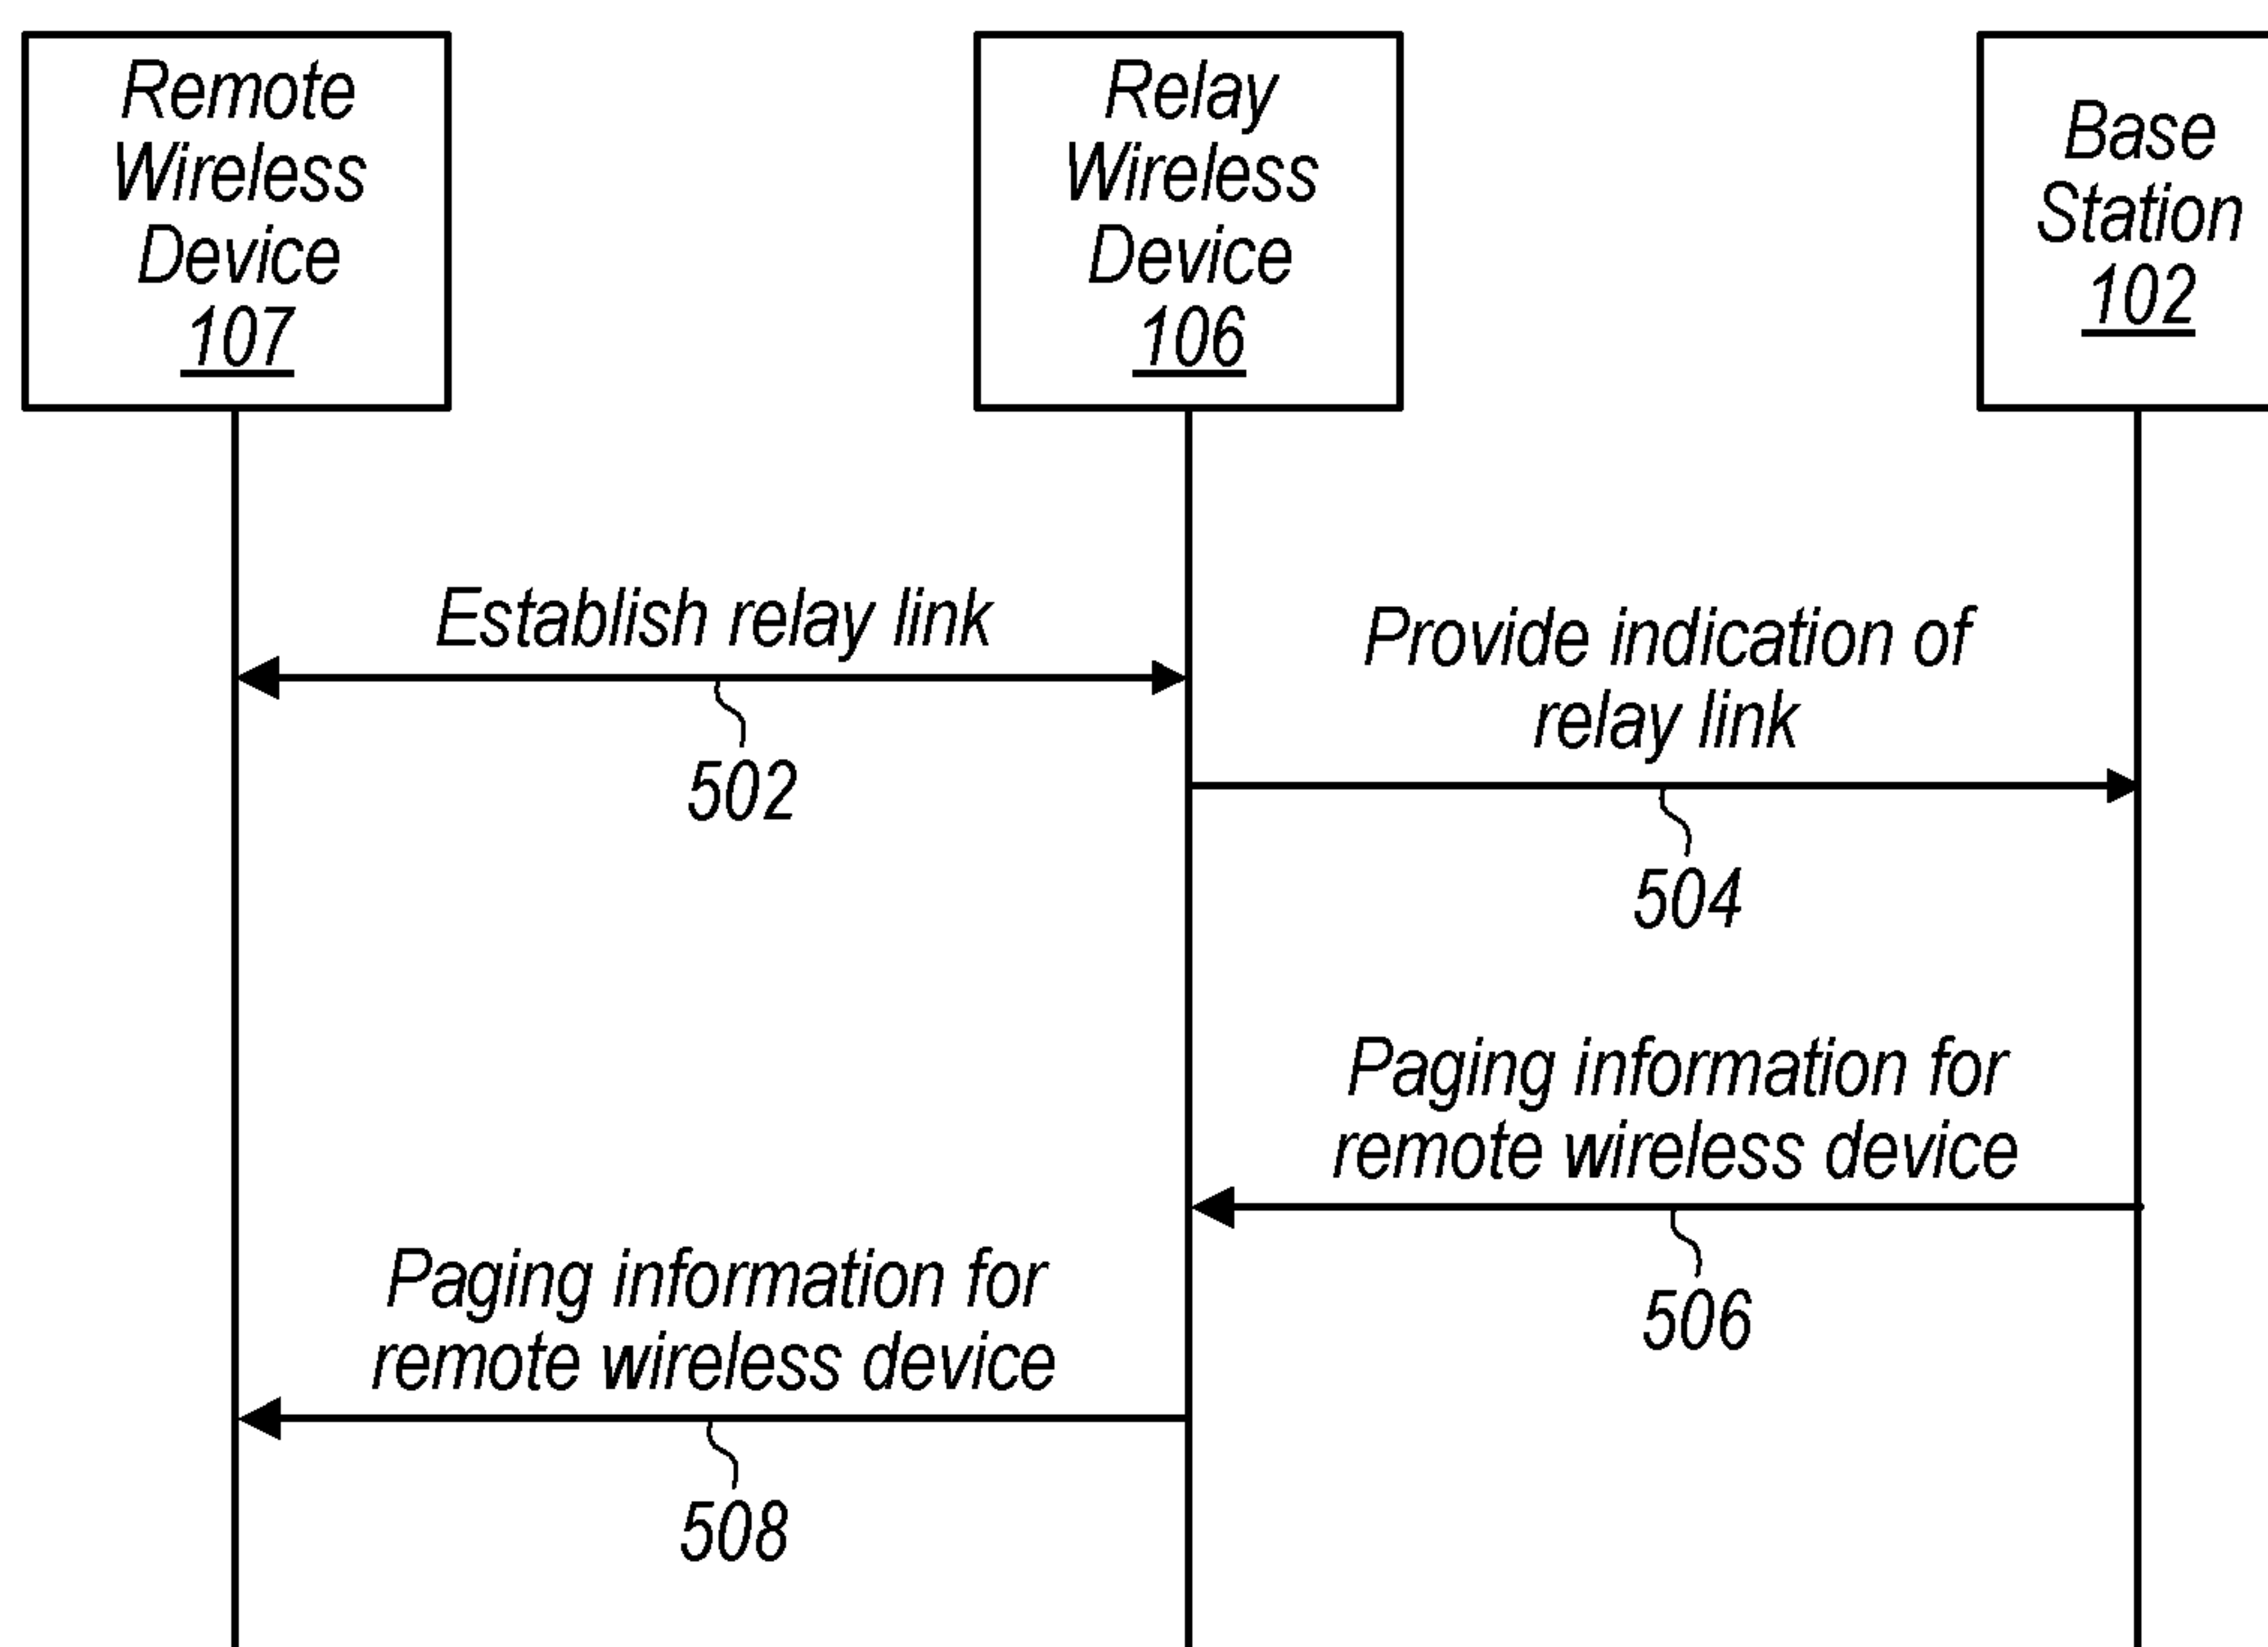 Remote
Wireless
Device
107
Relay
Wireless
Device
106
Base
Station
102
Establish relay link
502
Provide indication of
relay link
504
Paging information for
remote wireless device
506
Paging information for
remote wireless device
508